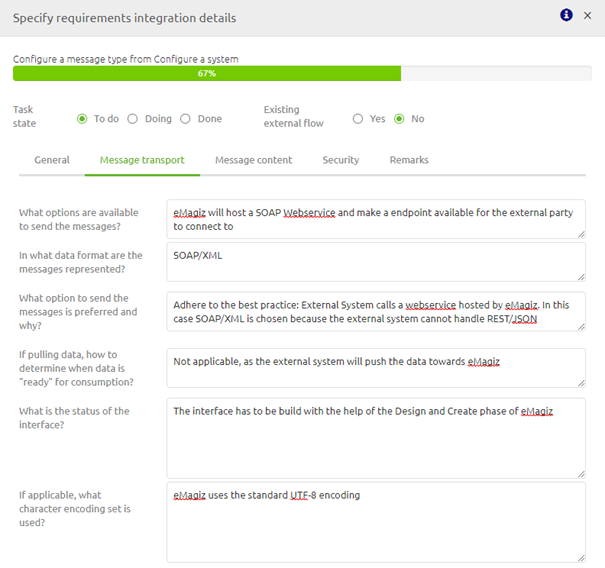 Specify requirements integration details
Configure a message type from Configure a system
67%
Task
state
To do
Doing
Done
Existing
external flow
Yes
No
General
Message transport
Message content
Security
Remarks
What options are available
to send the messages?
eMagiz will host a SOAP Webservice and make a endpoint available for the external party
to connect to
In what data format are the
messages represented?
SOAP/XML
What option to send the
messages is preferred and
why?
Adhere to the best practice: External System calls a webservice hosted by eMagiz. In this
case SOAP/XML is chosen because the external system cannot handle REST/JSON
If pulling data, how to
determine when data is
"ready" for consumption?
Not applicable, as the external system will push the data towards eMagiz
What is the status of the
interface?
The interface has to be build with the help of the Design and Create phase of eMagiz
If applicable, what
character encoding set is
used?
eMagiz uses the standard UTF-8 encoding